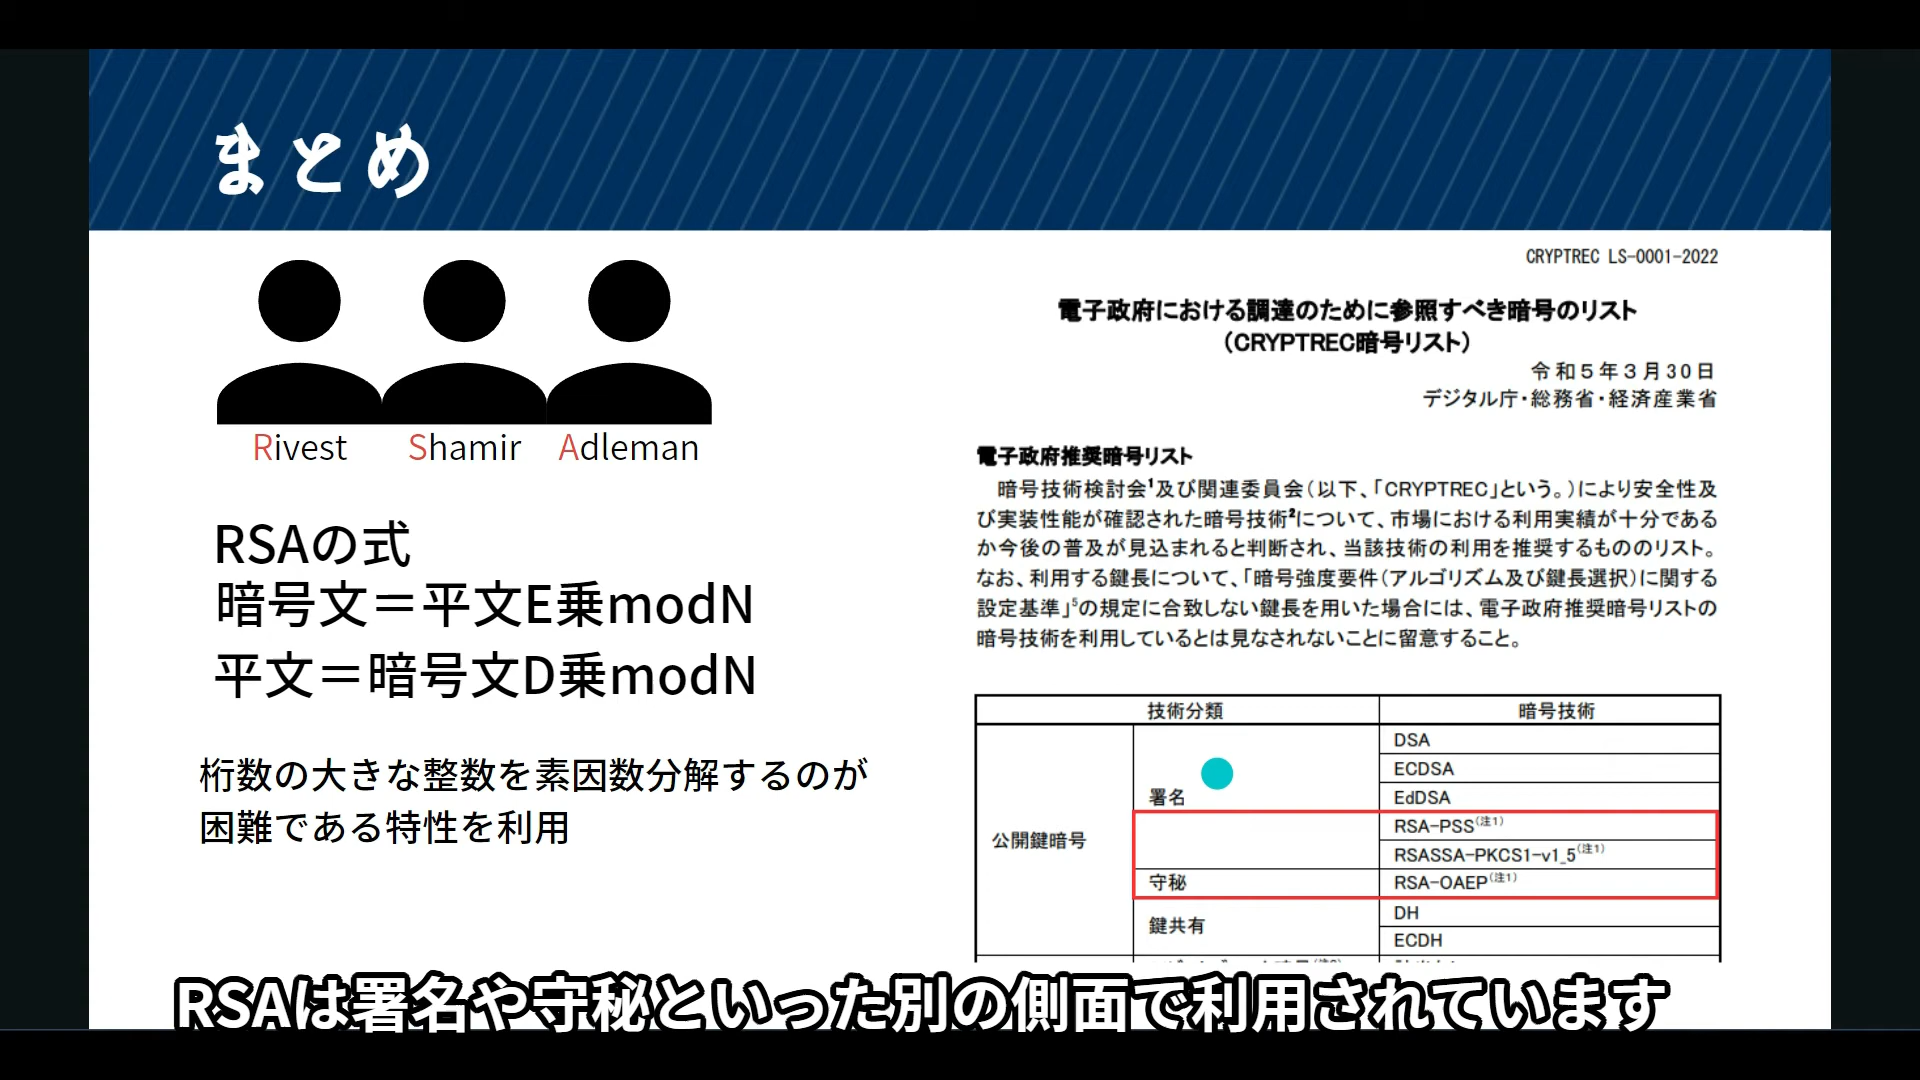 まとめ
Rivest Shamir Adleman
RSAの式
暗号文＝平文E乗modN
平文＝暗号文D乗modN
桁数の大きな整数を素因数分解するのが
困難である特性を利用
CRYPTREC LS-0001-2022
電子政府における調達のために参照すべき暗号のリスト
（CRYPTREC暗号リスト）
令和５年３月30日
デジタル庁・総務省・経済産業省
電子政府推奨暗号リスト
暗号技術検討会1及び関連委員会（以下、「CRYPTREC」という。）により安全性及
び実装性能が確認された暗号技術2について、市場における利用実績が十分である
か今後の普及が見込まれると判断され、当該技術の利用を推奨するもののリスト。
なお、利用する鍵長について、「暗号強度要件（アルゴリズム及び鍵長選択）に関する
設定基準」5の規定に合致しない鍵長を用いた場合には、電子政府推奨暗号リストの
暗号技術を利用しているとは見なされないことに留意すること。
技術分類 暗号技術
公開鍵暗号
署名
DSA
ECDSA
EdDSA
RSA-PSS(注1)
RSASSA-PKCS1-v1_5(注1)
守秘 RSA-OAEP(注1)
鍵共有
DH
ECDH
RSAは署名や守秘といった別の側面で利用されています